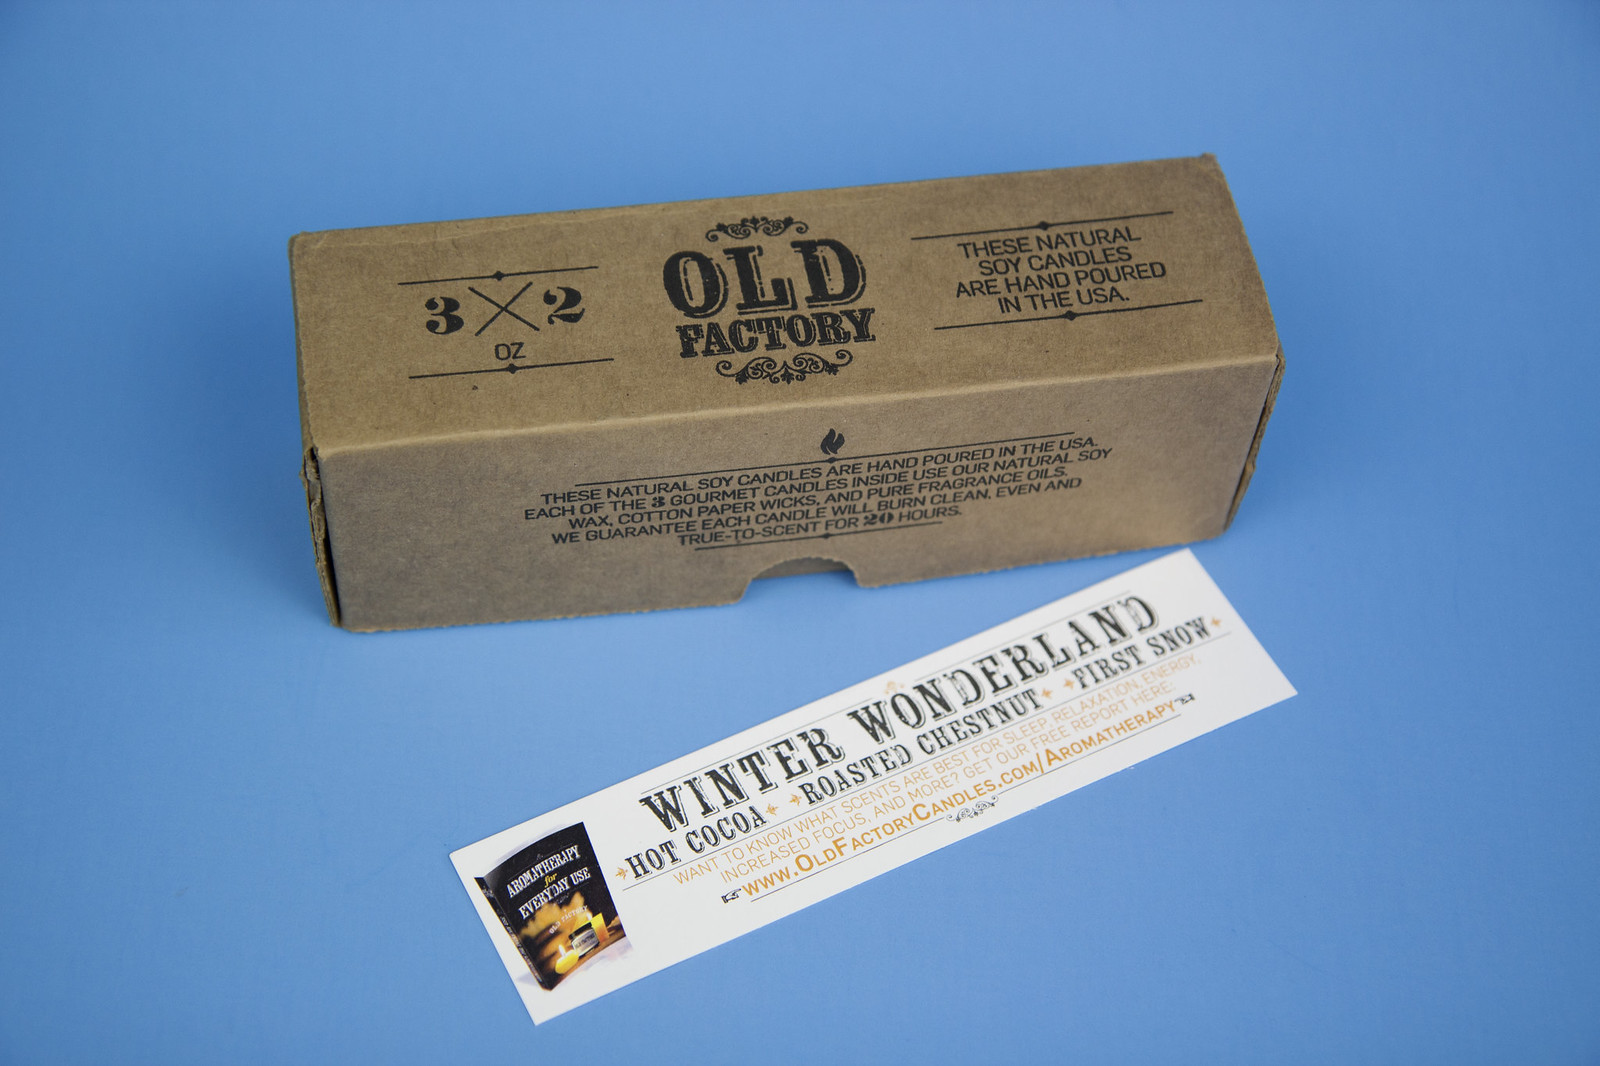 3 X 2
OZ
OLD
FACTORY
THESE NATURAL
SOY CANDLES
ARE HAND POURED
IN THE USA.
THESE NATURAL SOY CANDLES ARE HAND POURED IN THE USA.
EACH OF THE 3 GOURMET CANDLES INSIDE USE OUR NATURAL SOY
WAX, COTTON PAPER WICKS, AND PURE FRAGRANCE OILS.
WE GUARANTEE EACH CANDLE WILL BURN CLEAN, EVEN AND
TRUE-TO-SCENT FOR 20 HOURS.
WINTER WONDERLAND
HOT COCOA ROASTED CHESTNUT FIRST SNOW
WANT TO KNOW WHAT SCENTS ARE BEST FOR SLEEP, RELAXATION, ENERGY,
INCREASED FOCUS, AND MORE? GET OUR FREE REPORT HERE:
www.OldFactoryCandles.com/Aromatherapy
AROMATHERAPY
for
EVERYDAY USE
OLD FACTORY